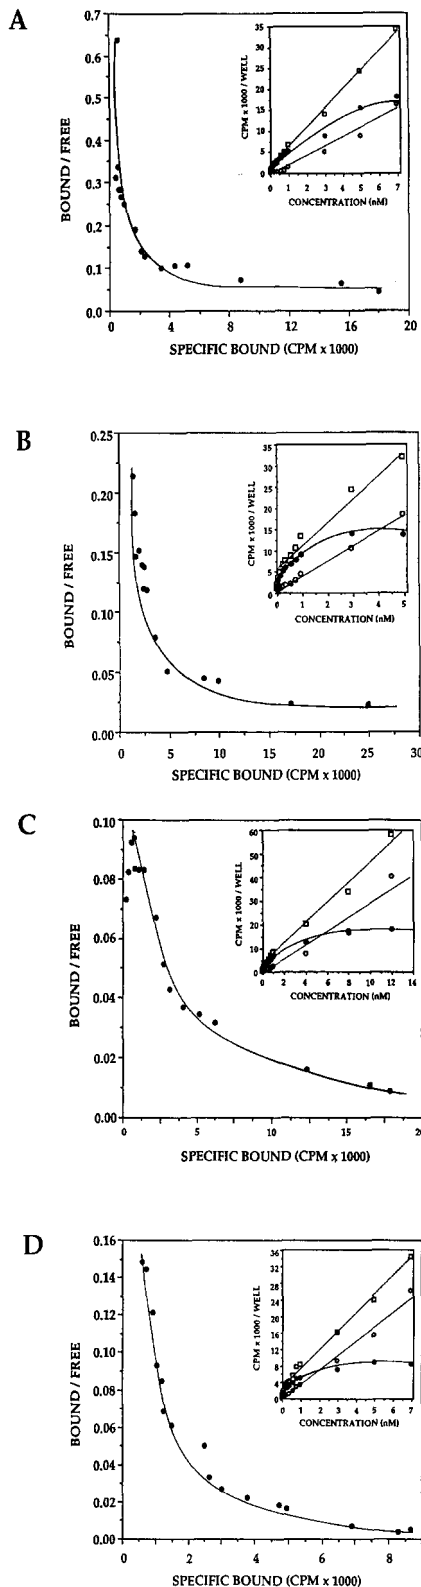 A
BOUND / FREE
0.7
0.6
0.5
0.4
0.3
0.2
0.1
0.0
0 4 8 12 16 20
SPECIFIC BOUND (CPM x 1000)
CPM x 1000 / WELL
35
30
25
20
15
10
5
0
0 1 2 3 4 5 6 7
CONCENTRATION (nM)
B
BOUND / FREE
0.25
0.20
0.15
0.10
0.05
0.00
0 5 10 15 20 25 30
SPECIFIC BOUND (CPM x 1000)
CPM x 1000 / WELL
35
30
25
20
15
10
5
0
0 1 2 3 4 5
CONCENTRATION (nM)
C
BOUND / FREE
0.10
0.08
0.06
0.04
0.02
0.00
0 5 10 15 20
SPECIFIC BOUND (CPM x 1000)
CPM x 1000 / WELL
60
50
40
30
20
10
0
0 2 4 6 8 10 12 14
CONCENTRATION (nM)
D
BOUND / FREE
0.16
0.14
0.12
0.10
0.08
0.06
0.04
0.02
0.00
0 2 4 6 8
SPECIFIC BOUND (CPM x 1000)
CPM x 1000 / WELL
36
32
28
24
20
16
12
8
4
0
0 1 2 3 4 5 6 7
CONCENTRATION (nM)